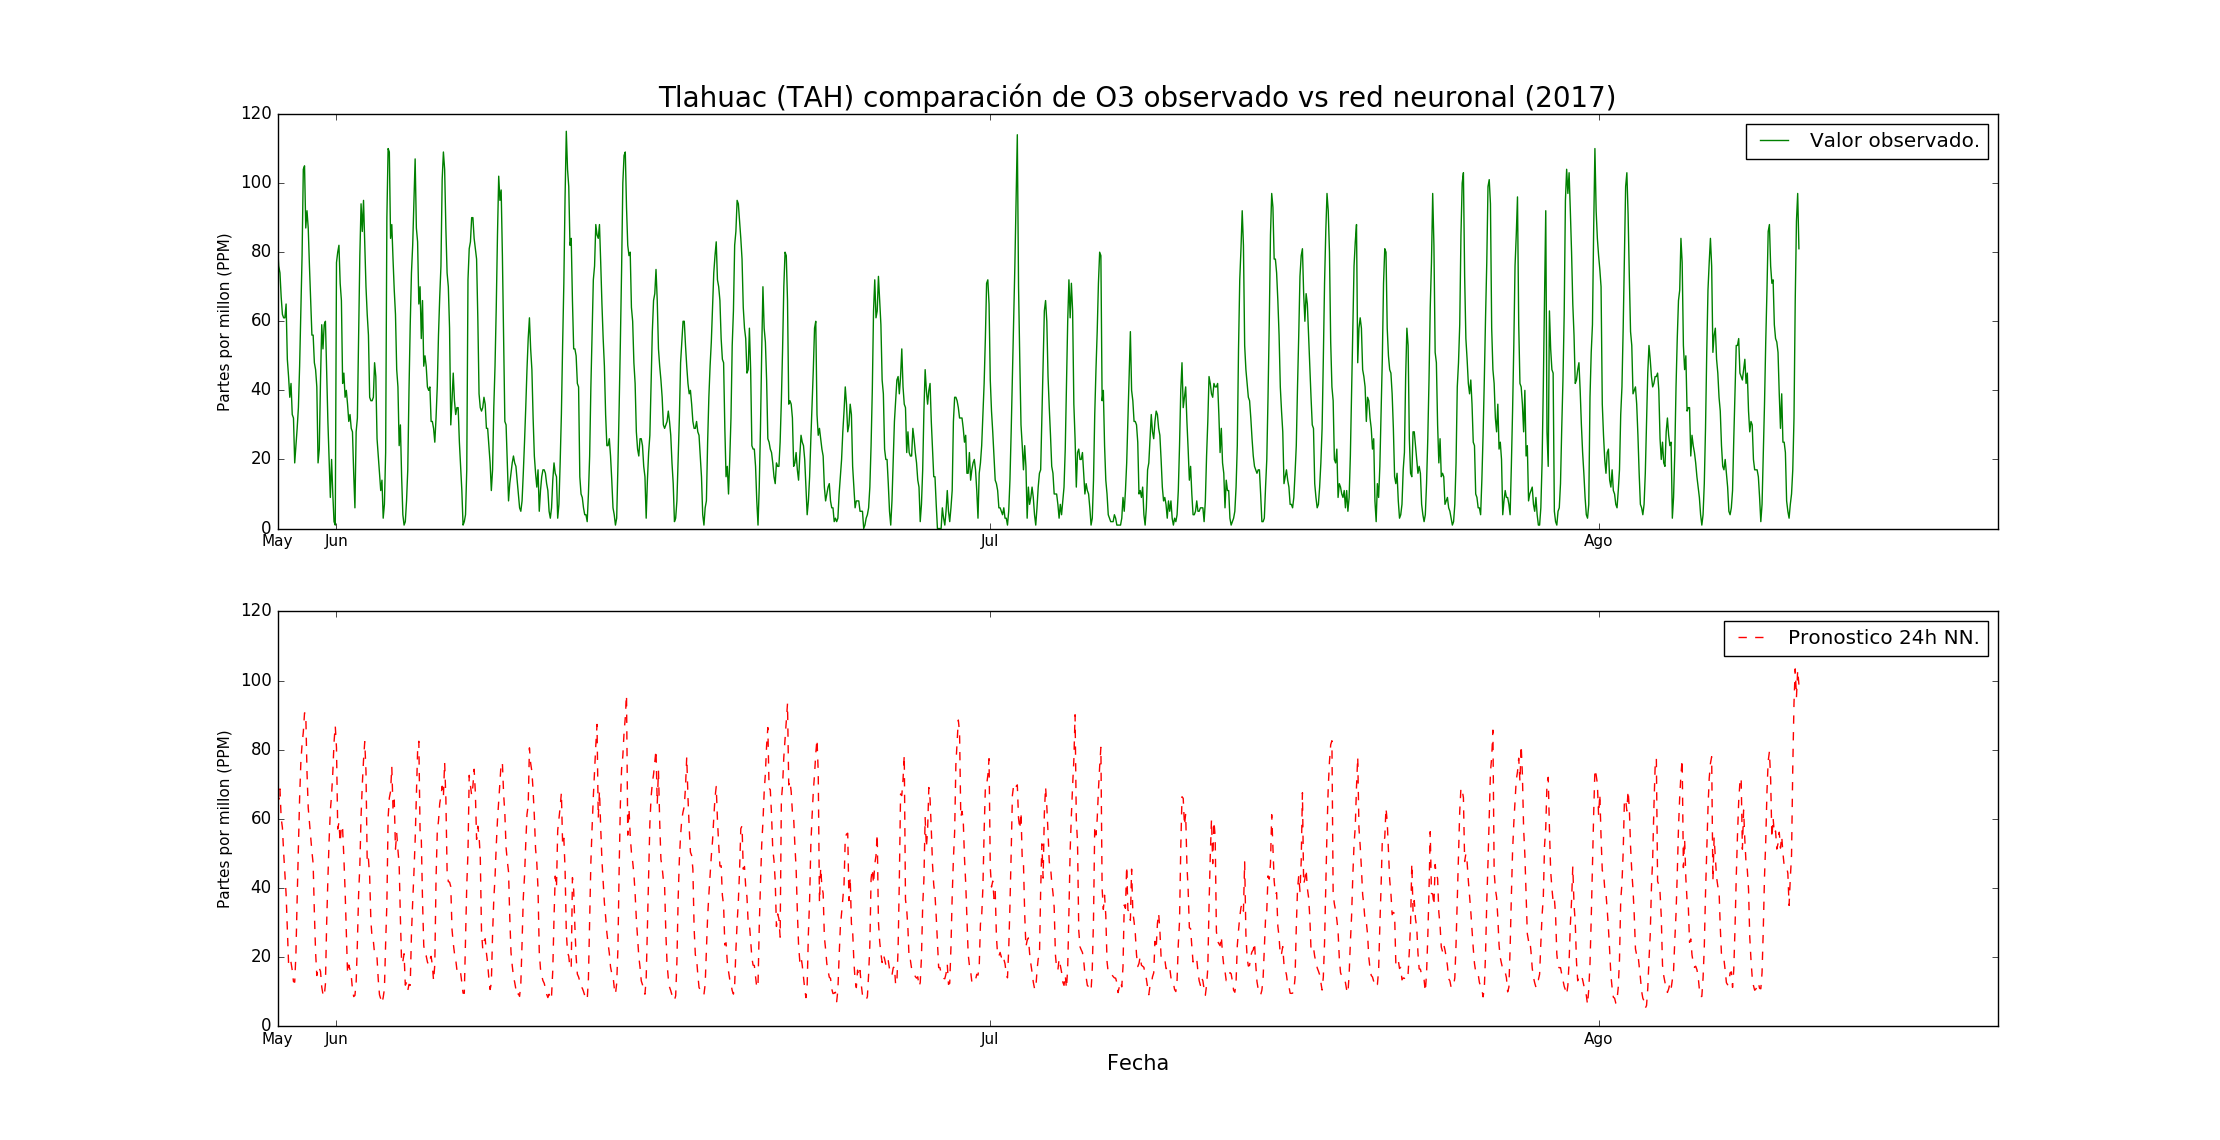 Tlahuac (TAH) comparación de O3 observado vs red neuronal (2017)
120
100
80
60
40
20
0
Partes por millon (PPM)
Valor observado.
May
Jun
Jul
Ago
120
100
80
60
40
20
0
Partes por millon (PPM)
Pronostico 24h NN.
May
Jun
Jul
Ago
Fecha